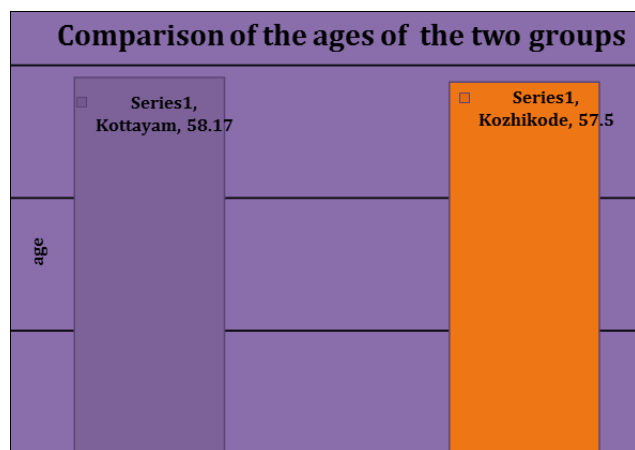 Comparison of the ages of the two groups
Series1,
Kottayam, 58.17
Series1,
Kozhikode, 57.5
age